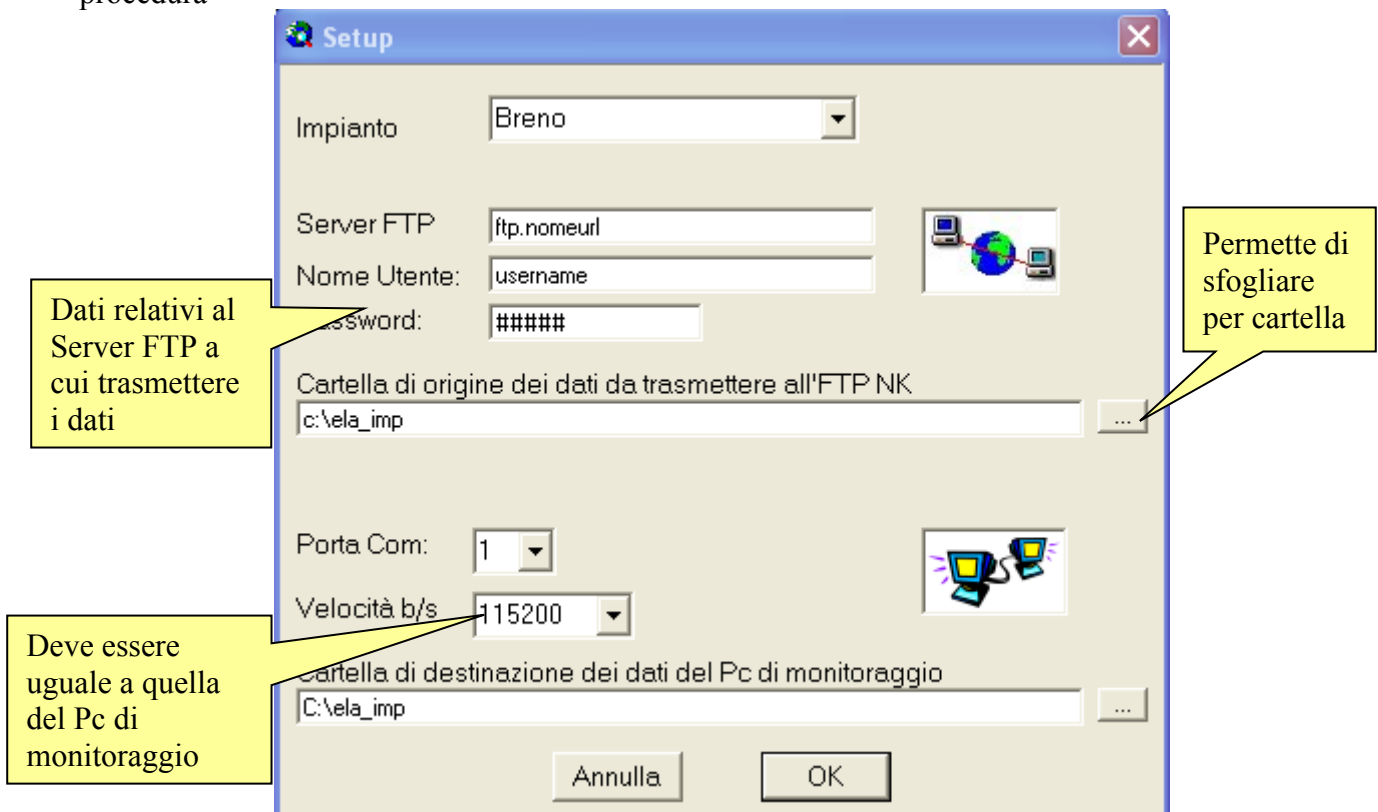 procedura
Setup
Impianto
Breno
Server FTP
ftp.nomeurl
Nome Utente:
username
Password:
#####
Dati relativi al
Server FTP a
cui trasmettere
i dati
Permette di
sfogliare
per cartella
Cartella di origine dei dati da trasmettere all'FTP NK
c:\ela_imp
...
Porta Com:
1
Velocità b/s
115200
Deve essere
uguale a quella
del Pc di
monitoraggio
Cartella di destinazione dei dati del Pc di monitoraggio
C:\ela_imp
...
Annulla
OK